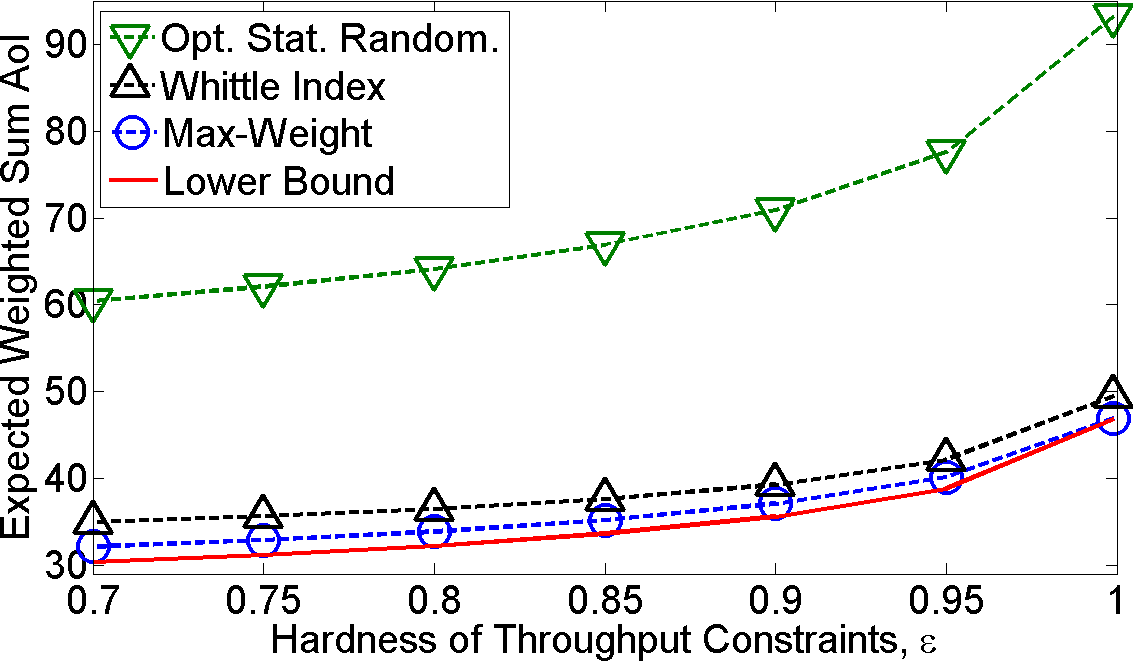 Expected Weighted Sum AoI
90
80
70
60
50
40
30
Opt. Stat. Random.
Whittle Index
Max-Weight
Lower Bound
0.7 0.75 0.8 0.85 0.9 0.95 1
Hardness of Throughput Constraints, ε